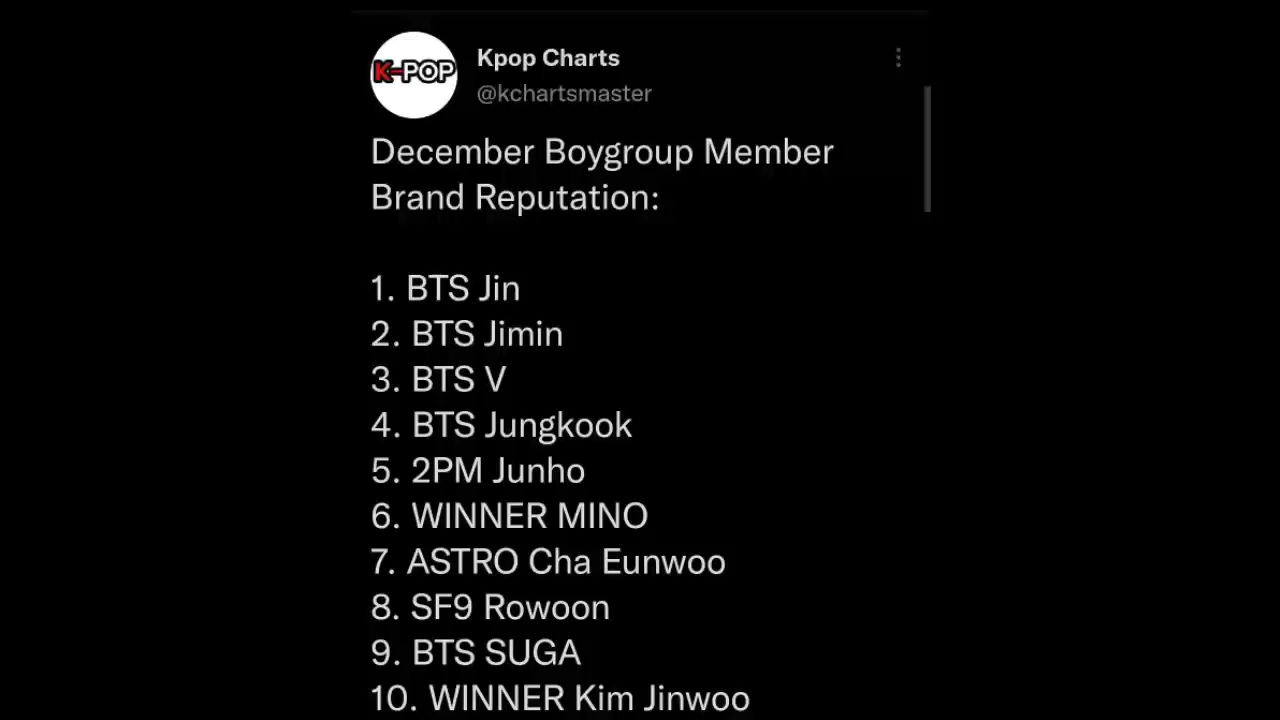 K-POP
Kpop Charts
@kchartsmaster
December Boygroup Member
Brand Reputation:
1. BTS Jin
2. BTS Jimin
3. BTS V
4. BTS Jungkook
5. 2PM Junho
6. WINNER MINO
7. ASTRO Cha Eunwoo
8. SF9 Rowoon
9. BTS SUGA
10. WINNER Kim Jinwoo